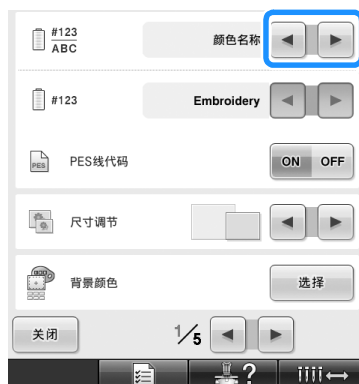 #123
ABC
颜色名称
#123
Embroidery
PES
PES线代码
ON OFF
尺寸调节
背景颜色
选择
关闭
1/5
?